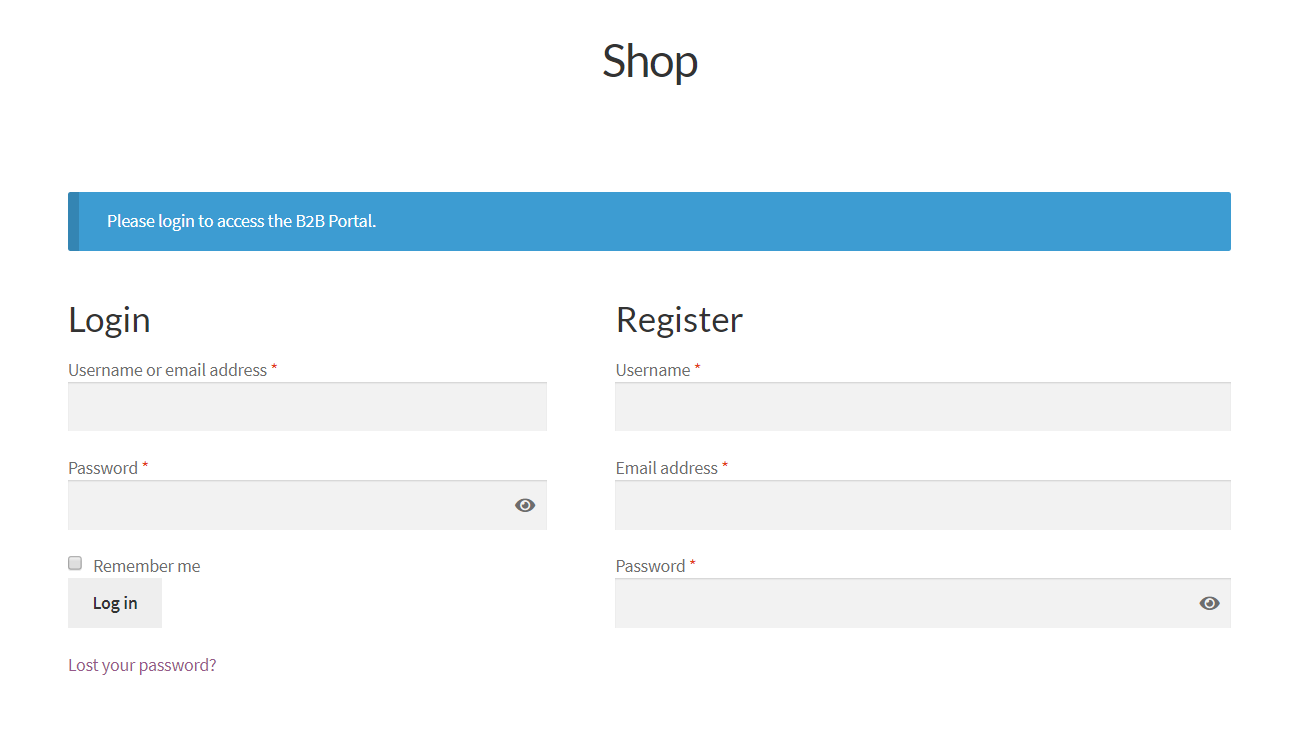 Shop
Please login to access the B2B Portal.
Login
Username or email address *
Password *
Remember me
Log in
Lost your password?
Register
Username *
Email address *
Password *